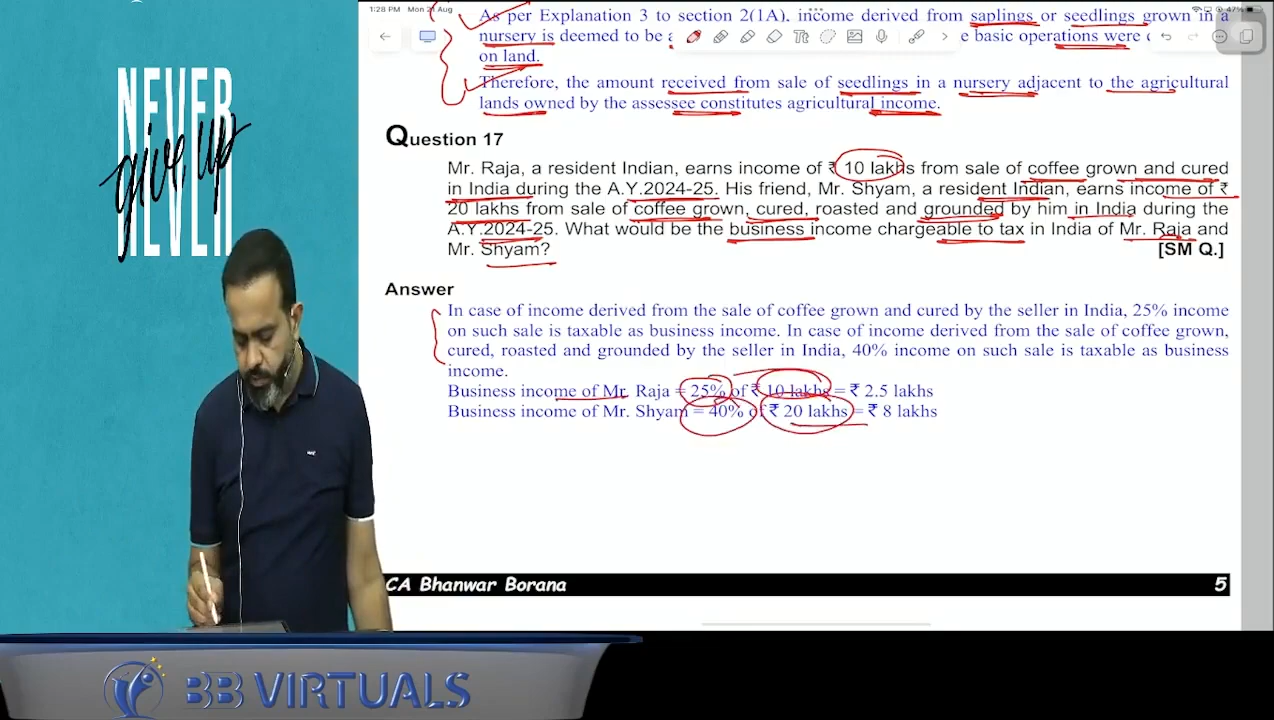 1:28 PM Mon 21 Aug
47%
As per Explanation 3 to section 2(1A), income derived from saplings or seedlings grown in a
nursery is deemed to be e basic operations were
on land.
Therefore, the amount received from sale of seedlings in a nursery adjacent to the agricultural
lands owned by the assessee constitutes agricultural income.
NEVER
give up
NEVER
Question 17
Mr. Raja, a resident Indian, earns income of ₹ 10 lakhs from sale of coffee grown and cured
in India during the A.Y.2024-25. His friend, Mr. Shyam, a resident Indian, earns income of ₹
20 lakhs from sale of coffee grown, cured, roasted and grounded by him in India during the
A.Y.2024-25. What would be the business income chargeable to tax in India of Mr. Raja and
Mr. Shyam? [SM Q.]
Answer
In case of income derived from the sale of coffee grown and cured by the seller in India, 25% income
on such sale is taxable as business income. In case of income derived from the sale of coffee grown,
cured, roasted and grounded by the seller in India, 40% income on such sale is taxable as business
income.
Business income of Mr. Raja = 25% of ₹ 10 lakhs = ₹ 2.5 lakhs
Business income of Mr. Shyam = 40% of ₹ 20 lakhs = ₹ 8 lakhs
CA Bhanwar Borana 5
BB VIRTUALS